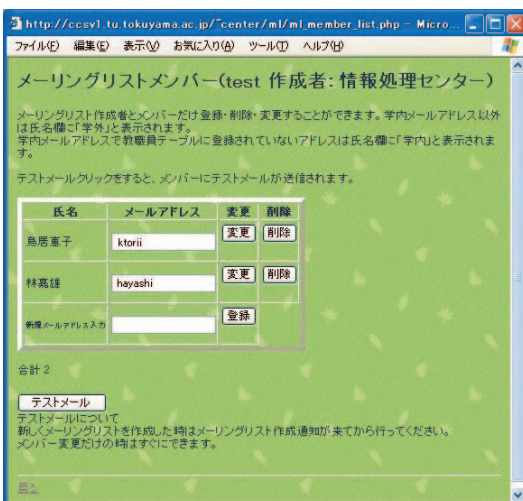 http://ccsy1.tu.tokuyama.ac.jp/~center/ml/ml_member_list.php - Micro...
ファイル(F) 編集(E) 表示(V) お気に入り(A) ツール(T) ヘルプ(H)
メーリングリストメンバー(test 作成者: 情報処理センター)
メーリングリスト作成者とメンバーだけ登録・削除・変更することができます。学内メールアドレス以外
は氏名欄に「学外」と表示されます。
学内メールアドレスで教職員テーブルに登録されていないアドレスは氏名欄に「学内」と表示されま
す。
テストメールクリックをすると、メンバーにテストメールが送信されます。
氏名 メールアドレス 変更 削除
鳥居恵子 ktorii 変更 削除
林嘉雄 hayashi 変更 削除
新規メールアドレス入力 登録
合計 2
テストメール
テストメールについて
新しくメーリングリストを作成した時はメーリングリスト作成通知が来てから行ってください。
メンバー変更だけの時はすぐにできます。
戻る